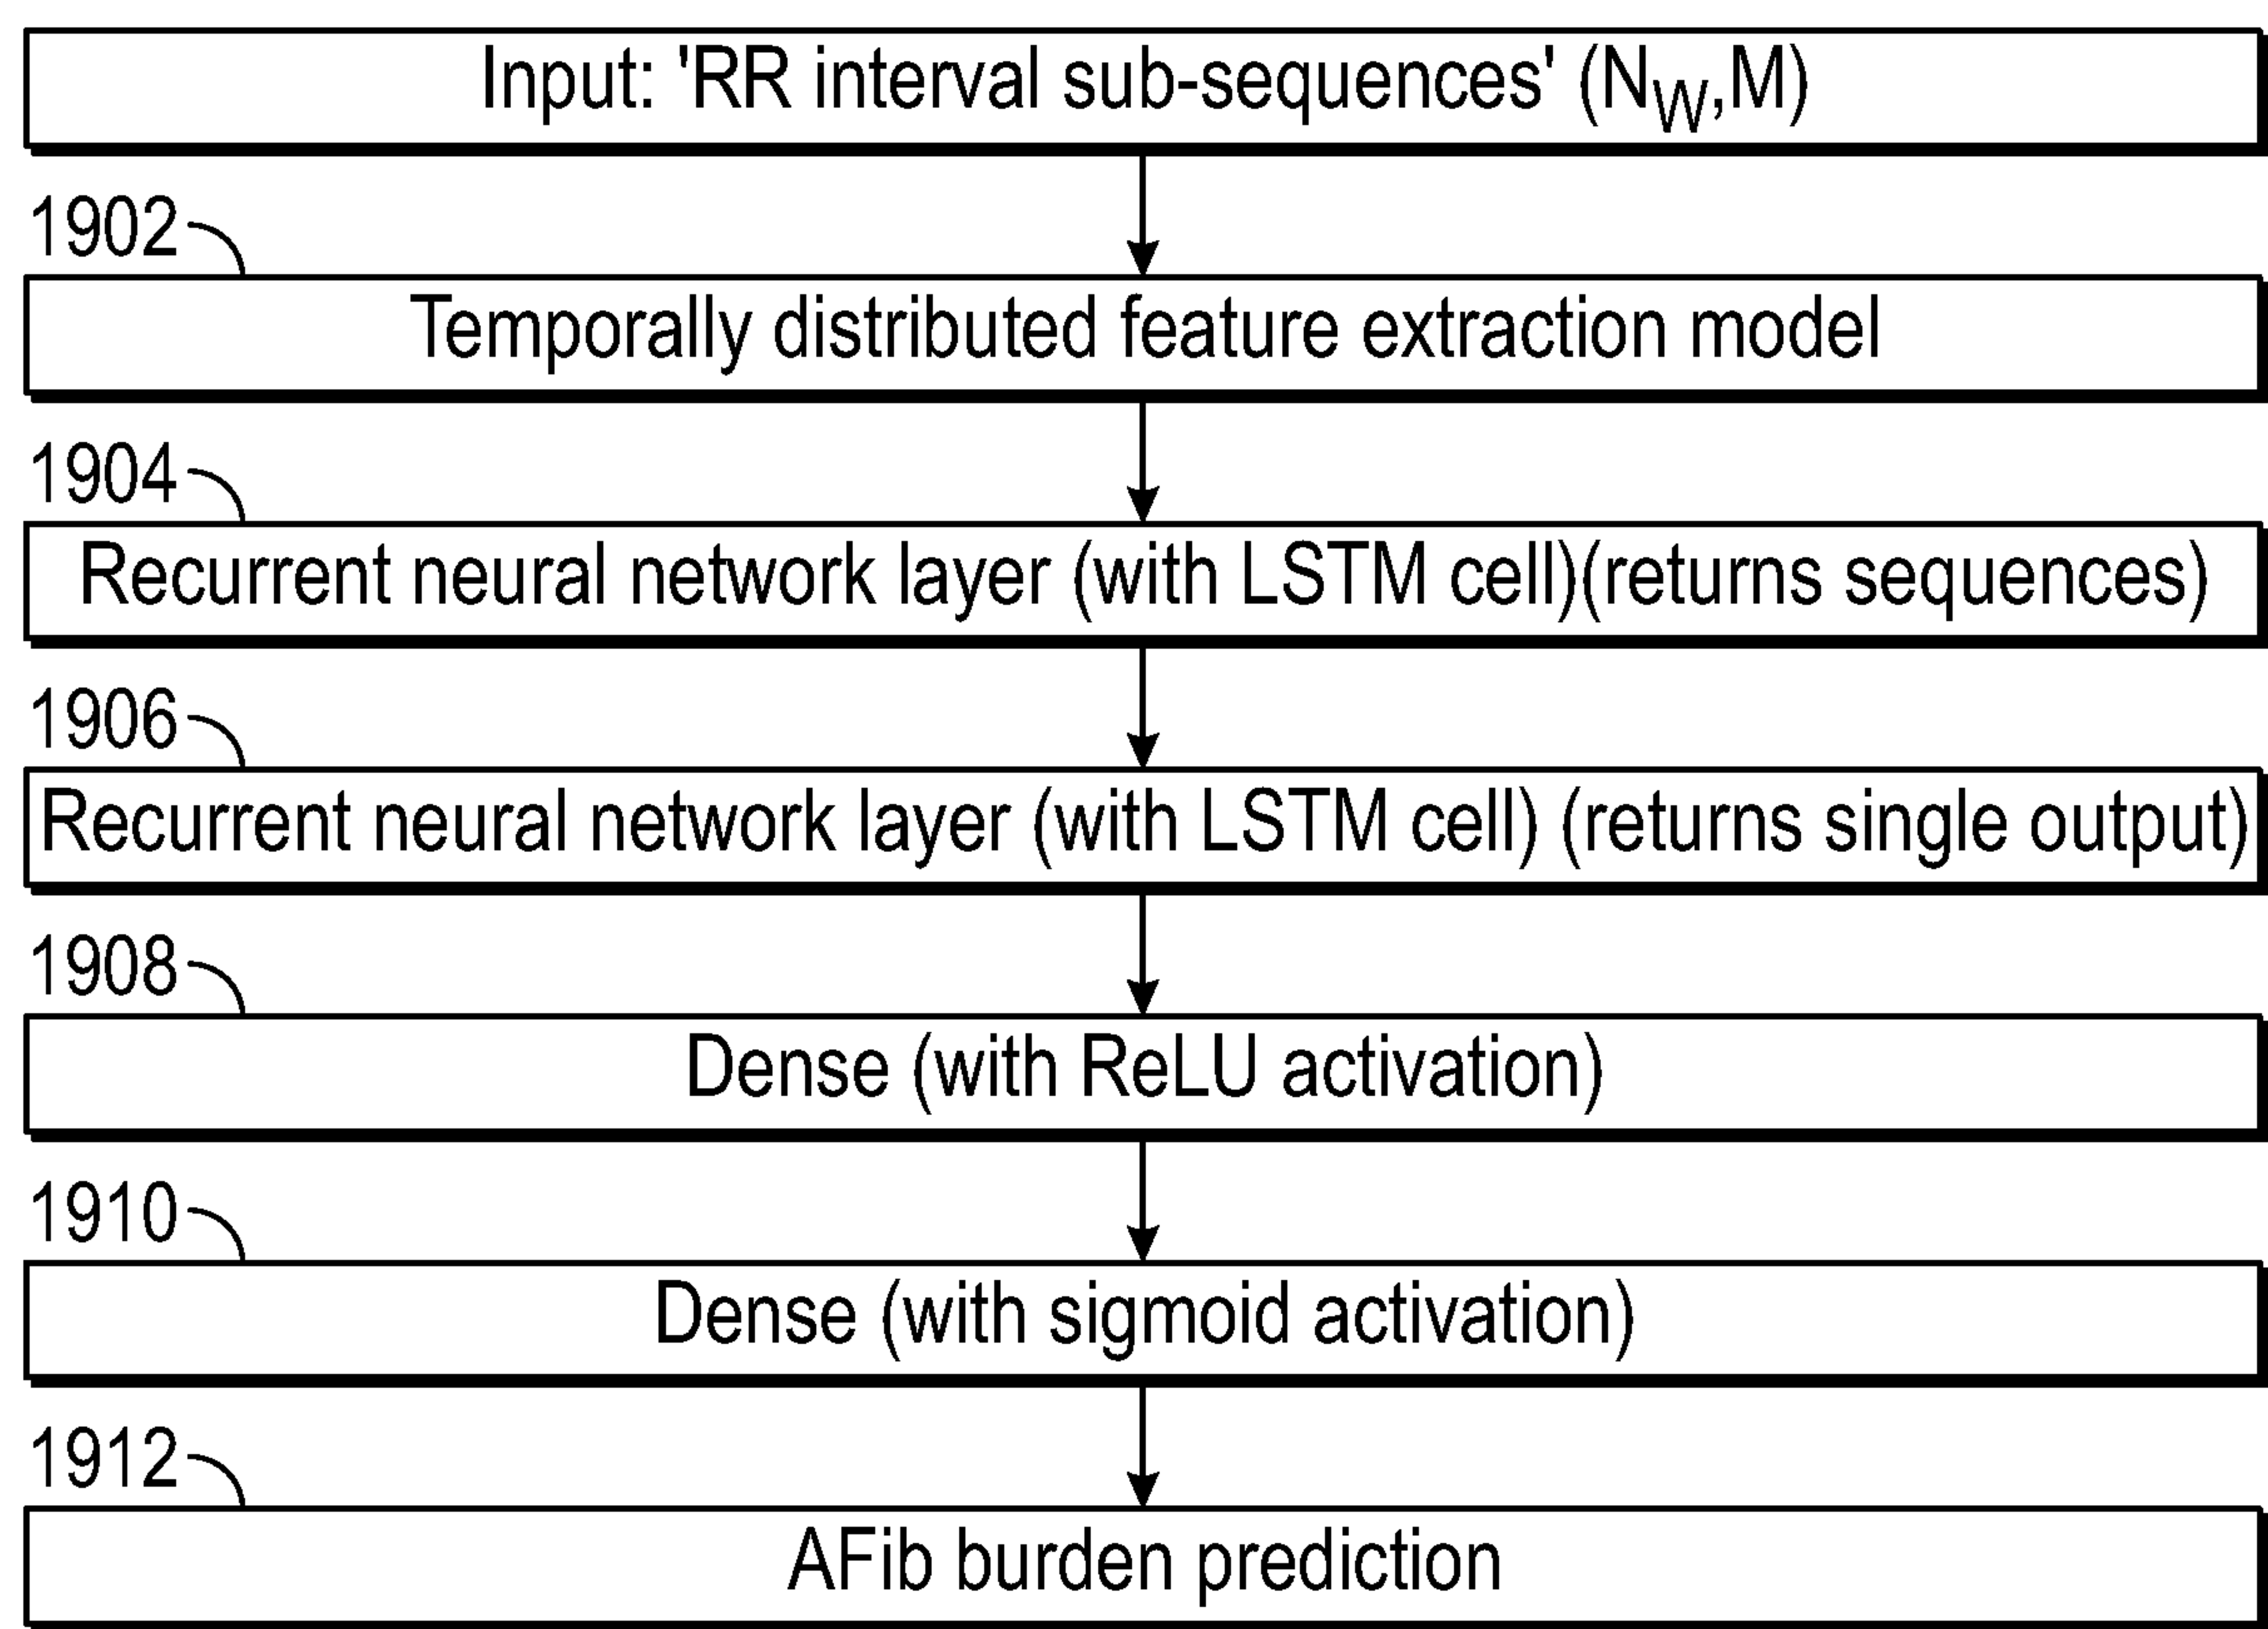 Input: 'RR interval sub-sequences' (NW,M)
1902
Temporally distributed feature extraction model
1904
Recurrent neural network layer (with LSTM cell)(returns sequences)
1906
Recurrent neural network layer (with LSTM cell) (returns single output)
1908
Dense (with ReLU activation)
1910
Dense (with sigmoid activation)
1912
AFib burden prediction